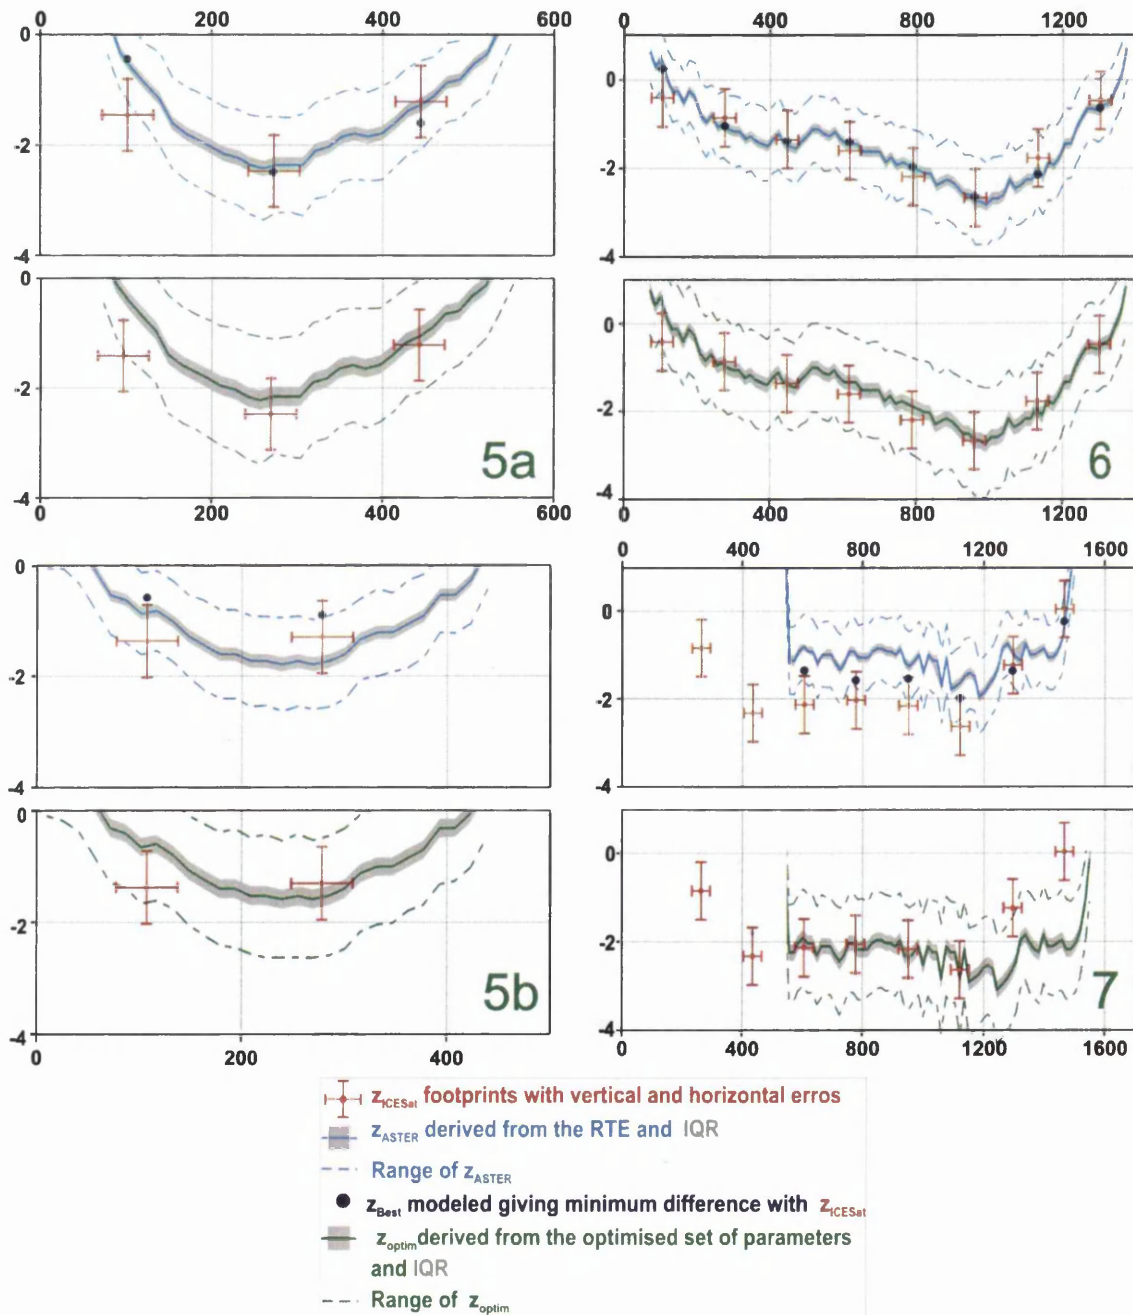 0 200 400 600
0 400 800 1200
0
-2
-4
0
-2
-4
0
-2
-4
5a
0 200 400 600
0
-2
-4
6
0 400 800 1200
0 400 800 1200 1600
0
-2
-4
0
-2
-4
0
-2
-4
5b
0 200 400
0
-2
-4
7
0 400 800 1200 1600
zICESat footprints with vertical and horizontal erros
zASTER derived from the RTE and IQR
Range of zASTER
zBest modeled giving minimum difference with zICESat
zoptim derived from the optimised set of parameters
and IQR
Range of zoptim